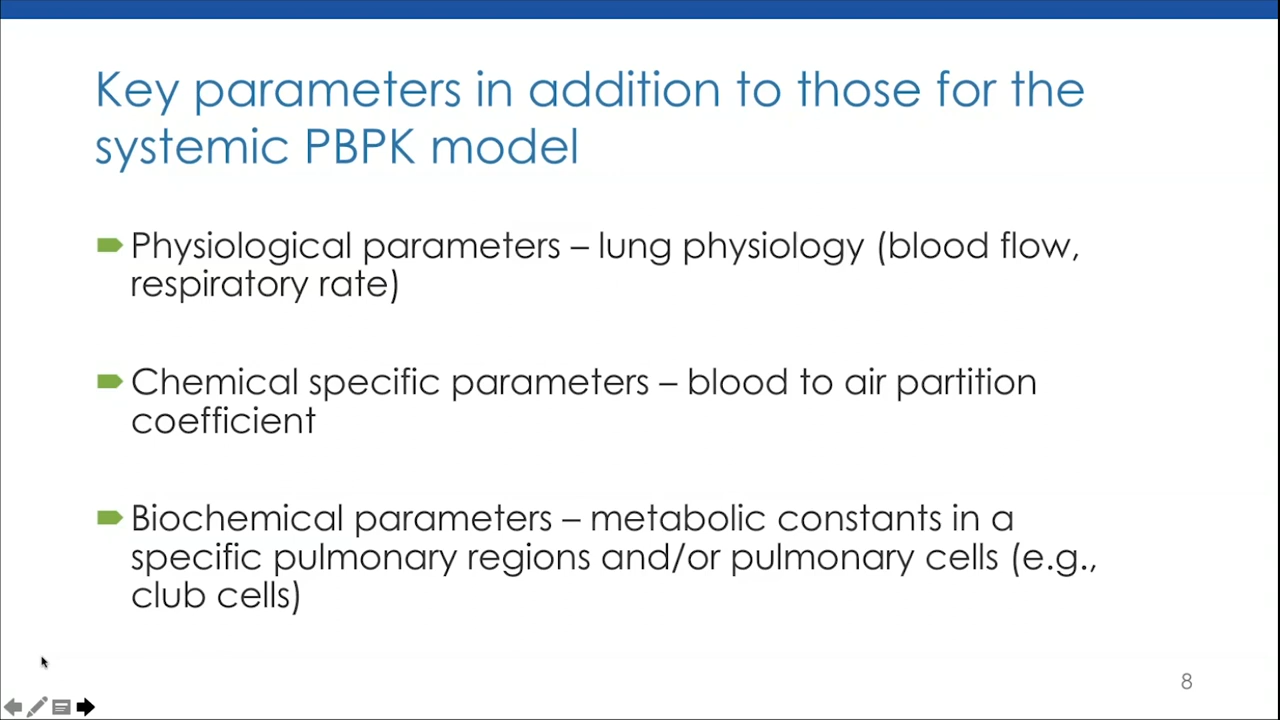 Key parameters in addition to those for the
systemic PBPK model
Physiological parameters – lung physiology (blood flow,
respiratory rate)
Chemical specific parameters – blood to air partition
coefficient
Biochemical parameters – metabolic constants in a
specific pulmonary regions and/or pulmonary cells (e.g.,
club cells)
8